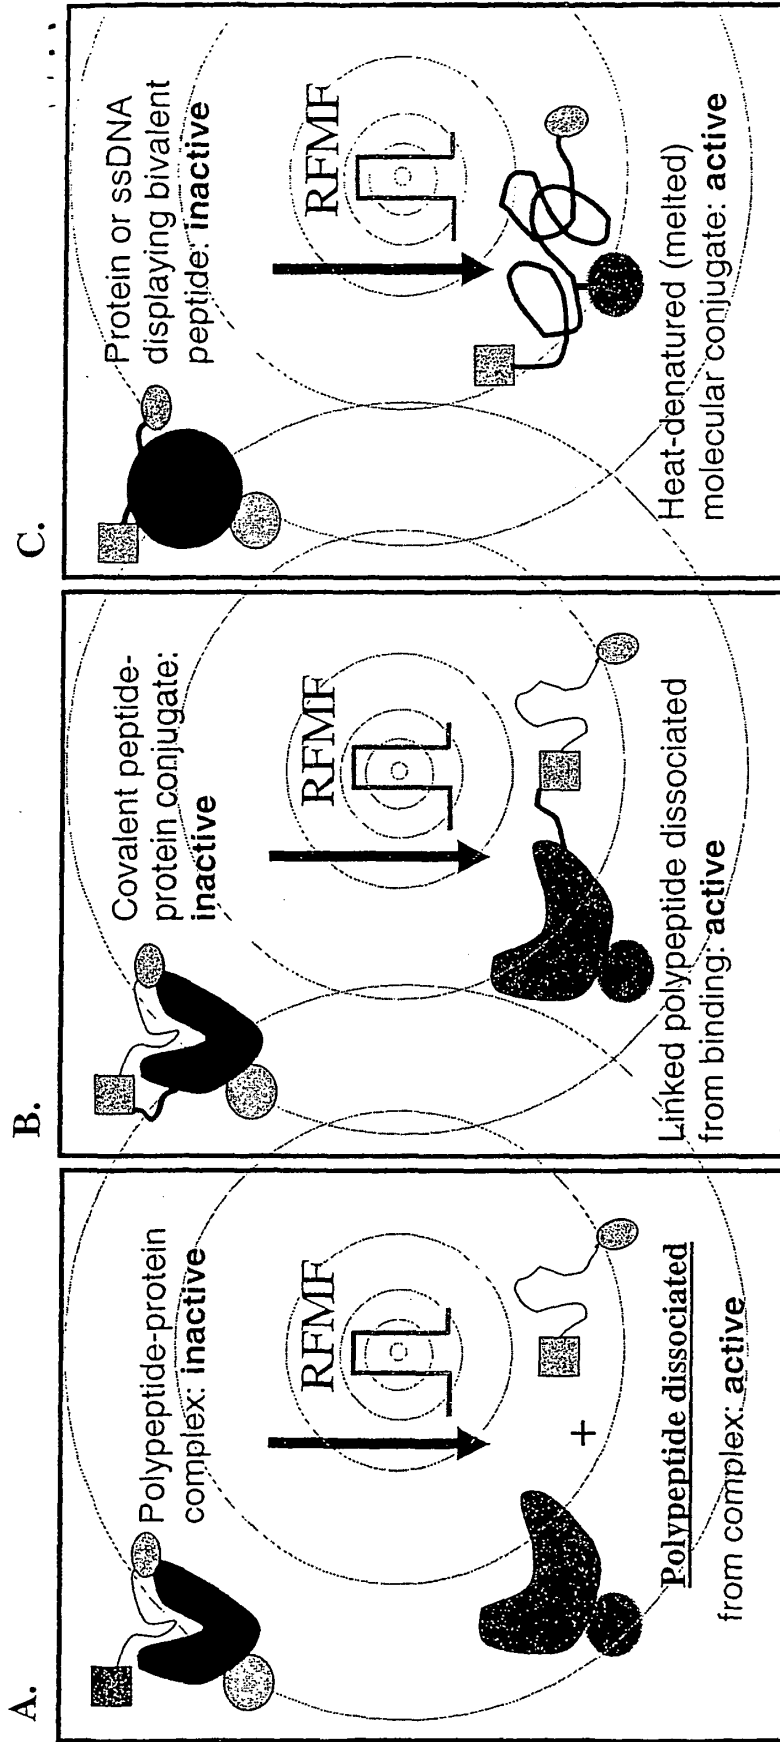 A.
Polypeptide-protein
complex: inactive
RFMF
+
Polypeptide dissociated
from complex: active
B.
Covalent peptide-
protein conjugate:
inactive
RFMF
Linked polypeptide dissociated
from binding: active
C.
Protein or ssDNA
displaying bivalent
peptide: inactive
RFMF
Heat-denatured (melted)
molecular conjugate: active